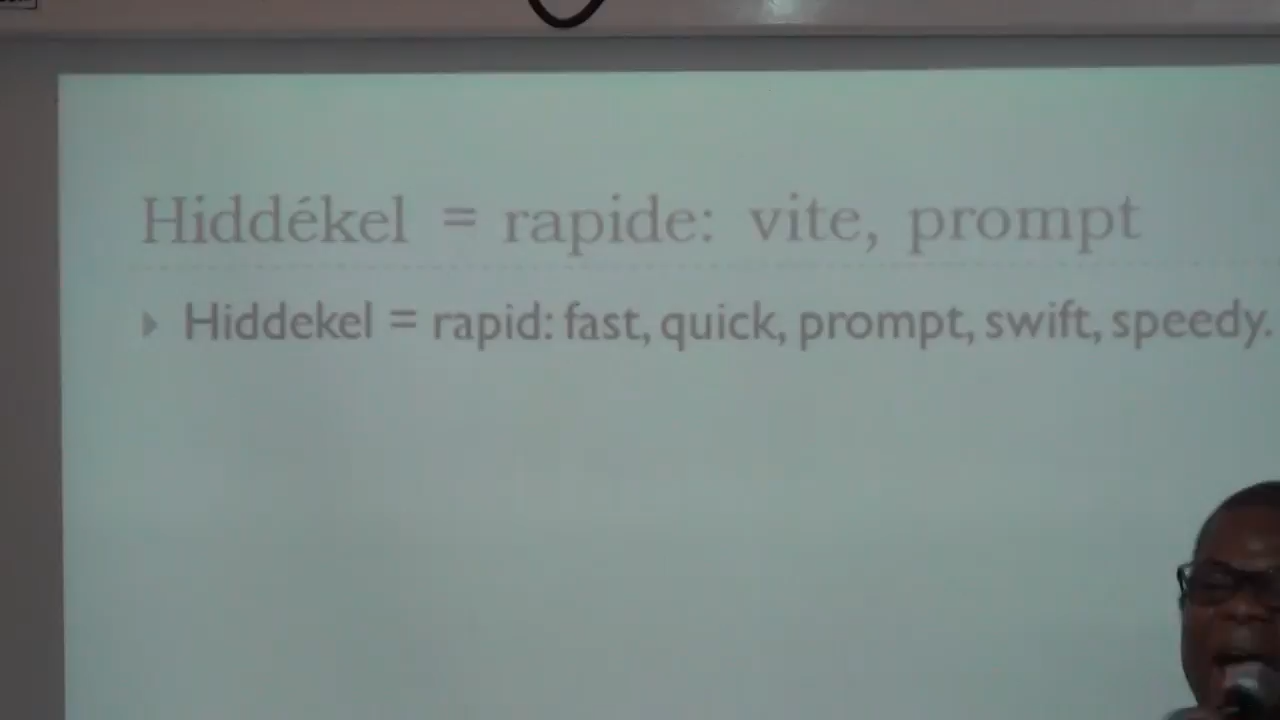 Hiddékel = rapide: vite, prompt
Hiddekel = rapid: fast, quick, prompt, swift, speedy.